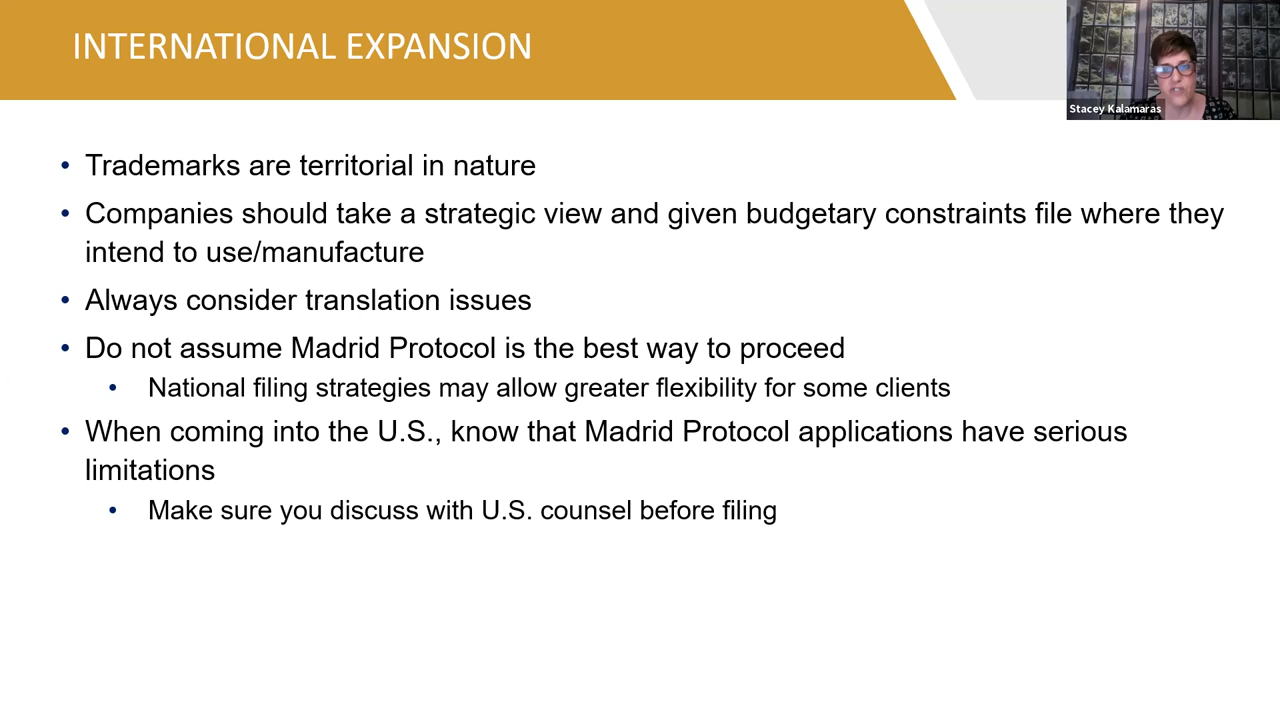 INTERNATIONAL EXPANSION
Stacey Kalamaras
• Trademarks are territorial in nature
• Companies should take a strategic view and given budgetary constraints file where they
intend to use/manufacture
• Always consider translation issues
• Do not assume Madrid Protocol is the best way to proceed
• National filing strategies may allow greater flexibility for some clients
• When coming into the U.S., know that Madrid Protocol applications have serious
limitations
• Make sure you discuss with U.S. counsel before filing